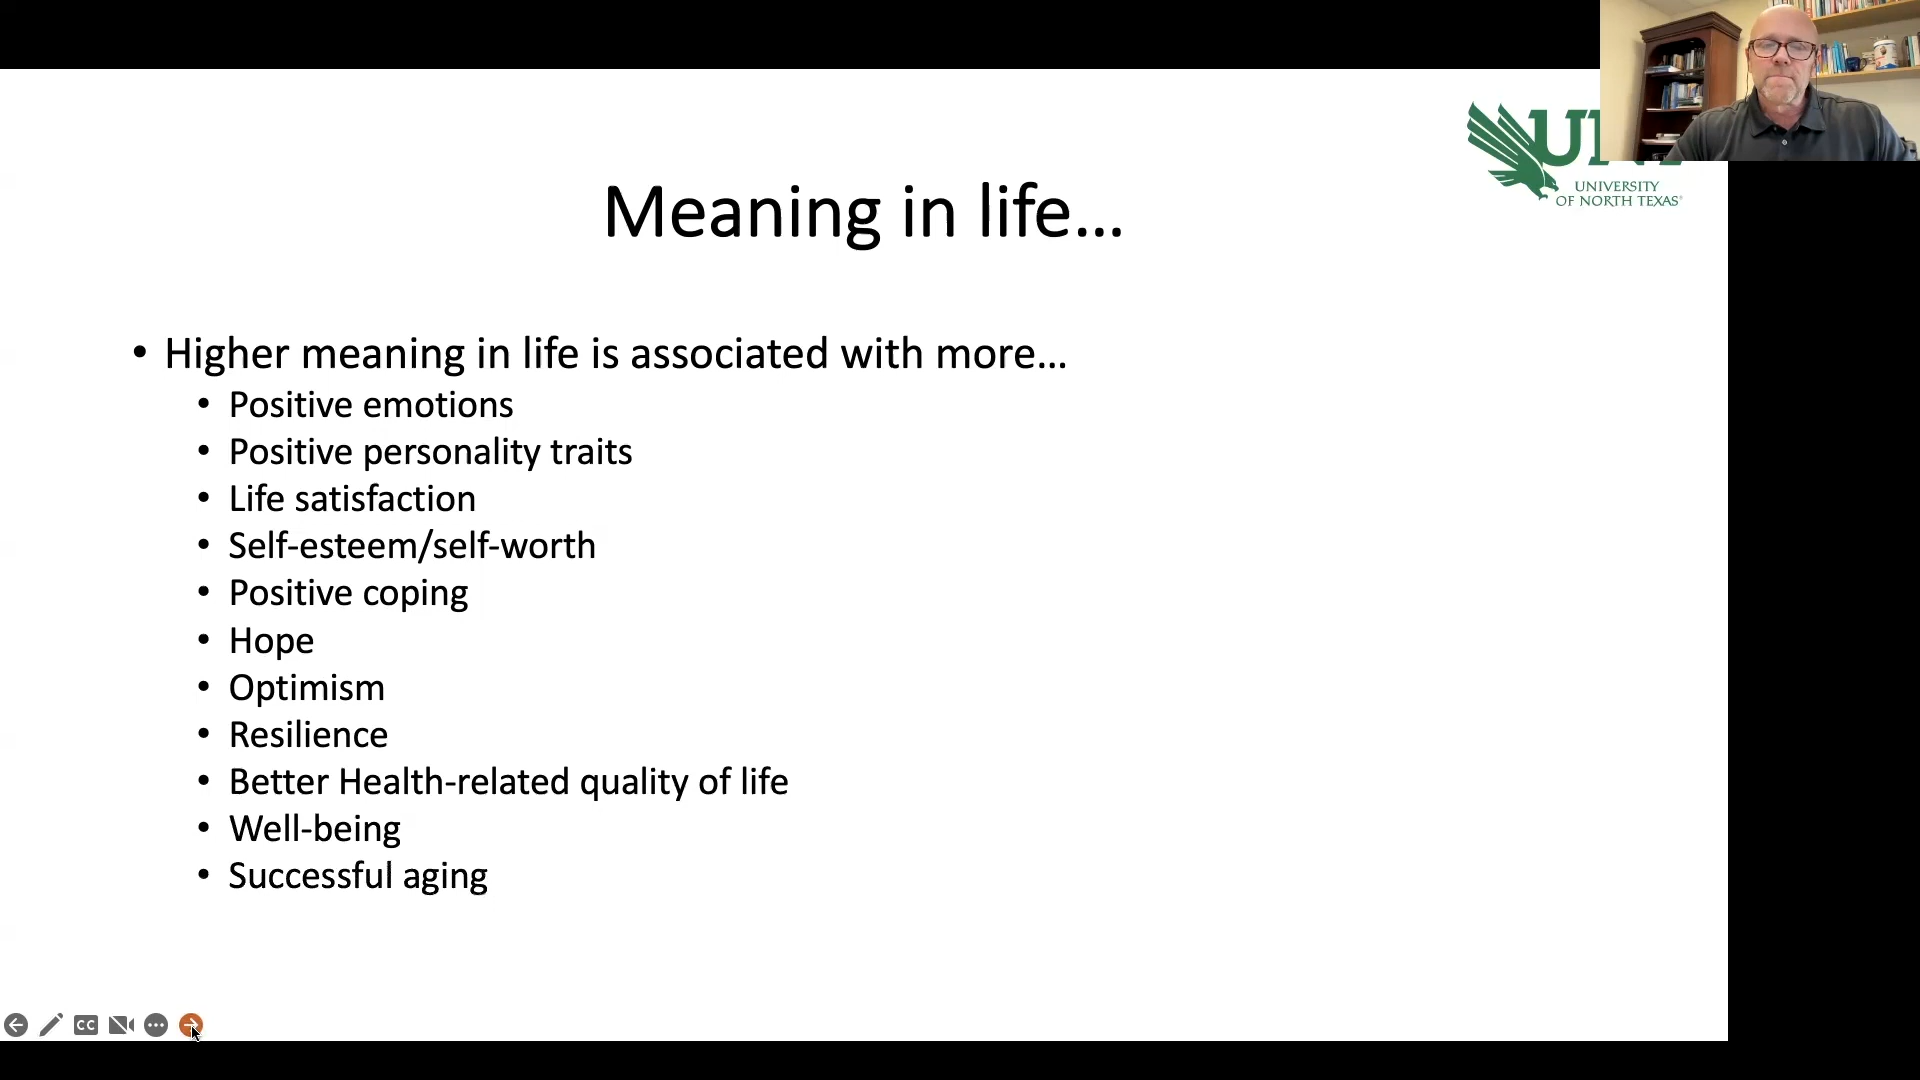 Meaning in life...
UNIVERSITY
OF NORTH TEXAS
• Higher meaning in life is associated with more...
• Positive emotions
• Positive personality traits
• Life satisfaction
• Self-esteem/self-worth
• Positive coping
• Hope
• Optimism
• Resilience
• Better Health-related quality of life
• Well-being
• Successful aging
CC